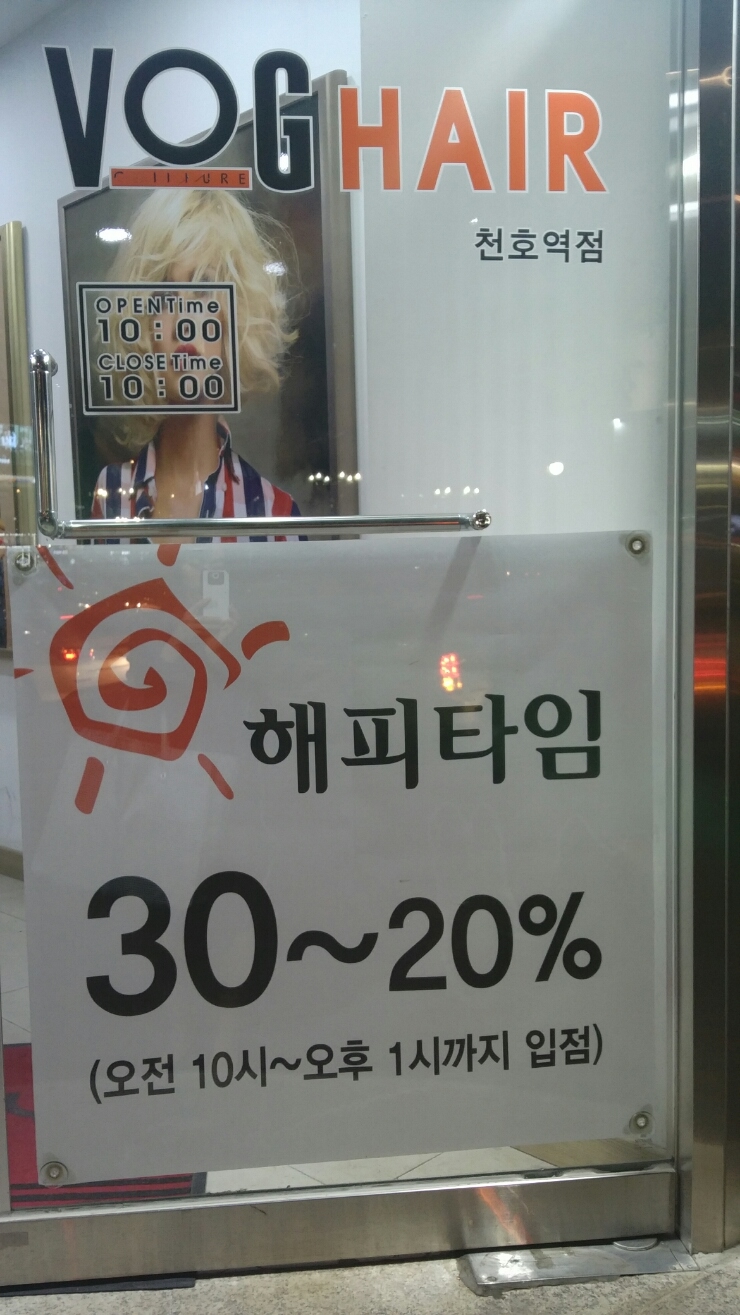 VOG HAIR
천호역점
OPEN Time
10 : 00
CLOSE Time
10 : 00
해피타임
30~20%
(오전 10시~오후 1시까지 입점)